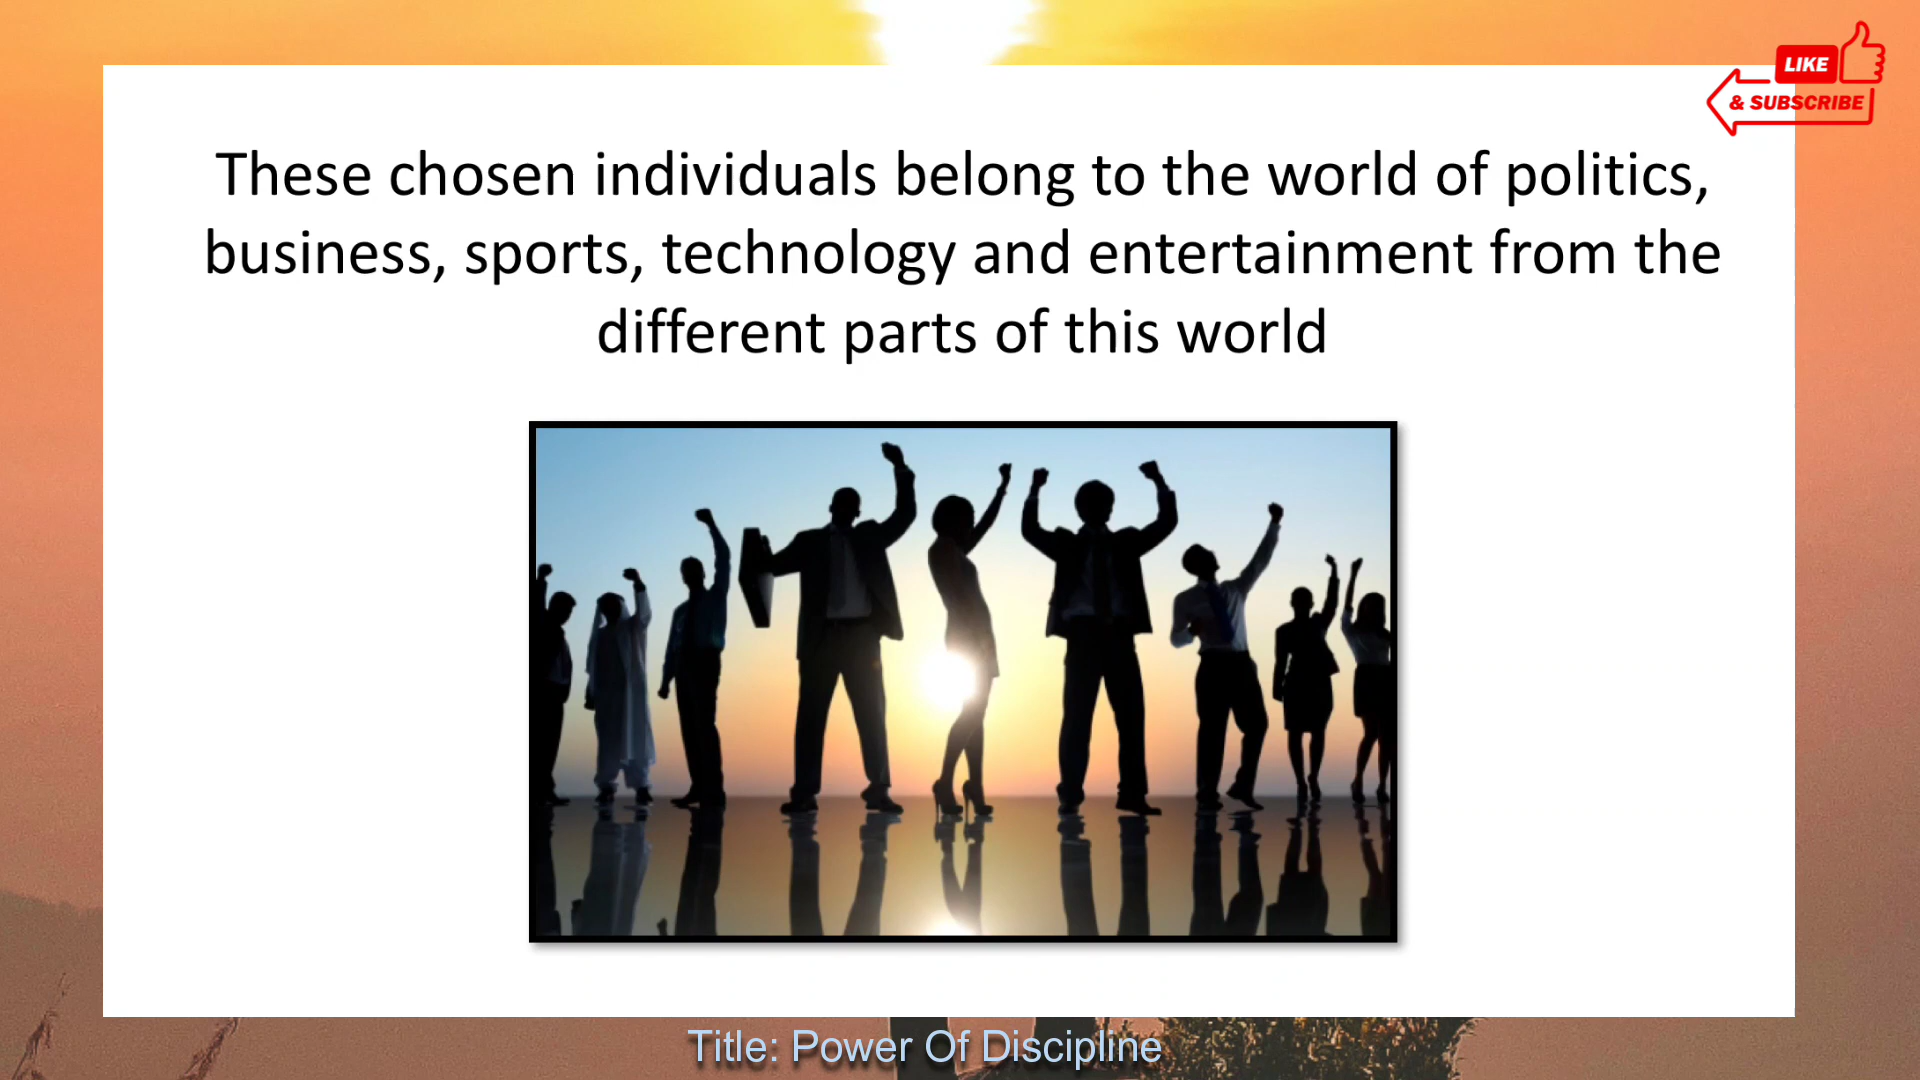 LIKE
& SUBSCRIBE
These chosen individuals belong to the world of politics,
business, sports, technology and entertainment from the
different parts of this world
Title: Power Of Discipline